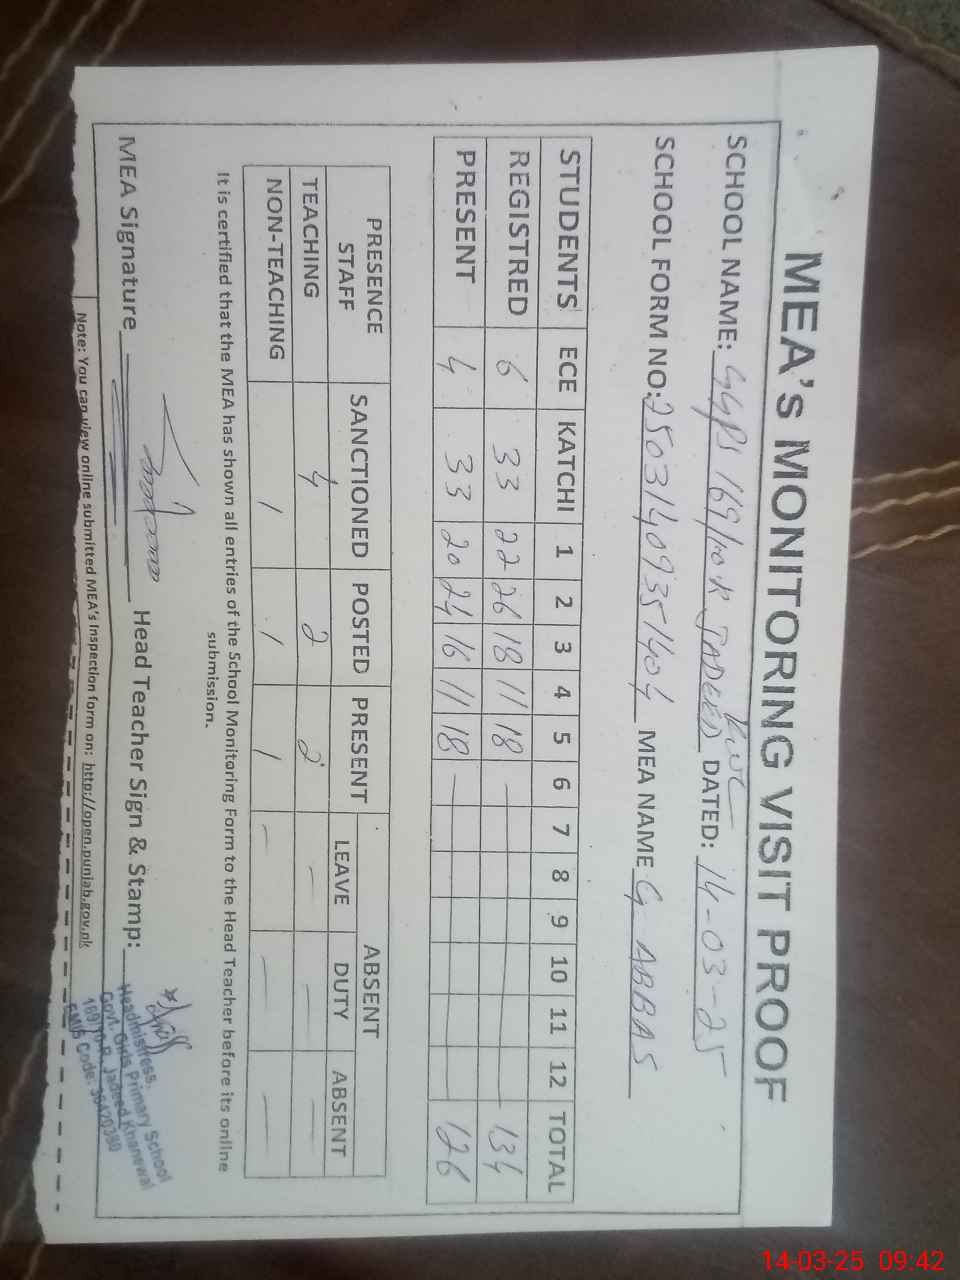 MEA'S MONITORING VISIT PROOF
SCHOOL NAME: GGPS 169/10-R JADEED KWL DATED: 14-03-25
SCHOOL FORM NO: 25031409351404 MEA NAME G ABBAS
STUDENTS ECE KATCHI 1 2 3 4 5 6 7 8 9 10 11 12 TOTAL
REGISTRED 6 33 22 26 18 11 18 134
PRESENT 4 33 20 24 16 11 18 126
PRESENCE STAFF SANCTIONED POSTED PRESENT ABSENT
LEAVE DUTY ABSENT
TEACHING 4 2 2 — — —
NON-TEACHING 1 1 1 — — —
It is certified that the MEA has shown all entries of the School Monitoring Form to the Head Teacher before its online
submission.
MEA Signature Head Teacher Sign & Stamp:
Headmistress,
Govt. Girls Primary School
169/10-R, Jadeed Khanewal
EMIS Code: 36420380
Note: You can view online submitted MEA's Inspection form on: http://open.punjab.gov.pk
14-03-25 09:42